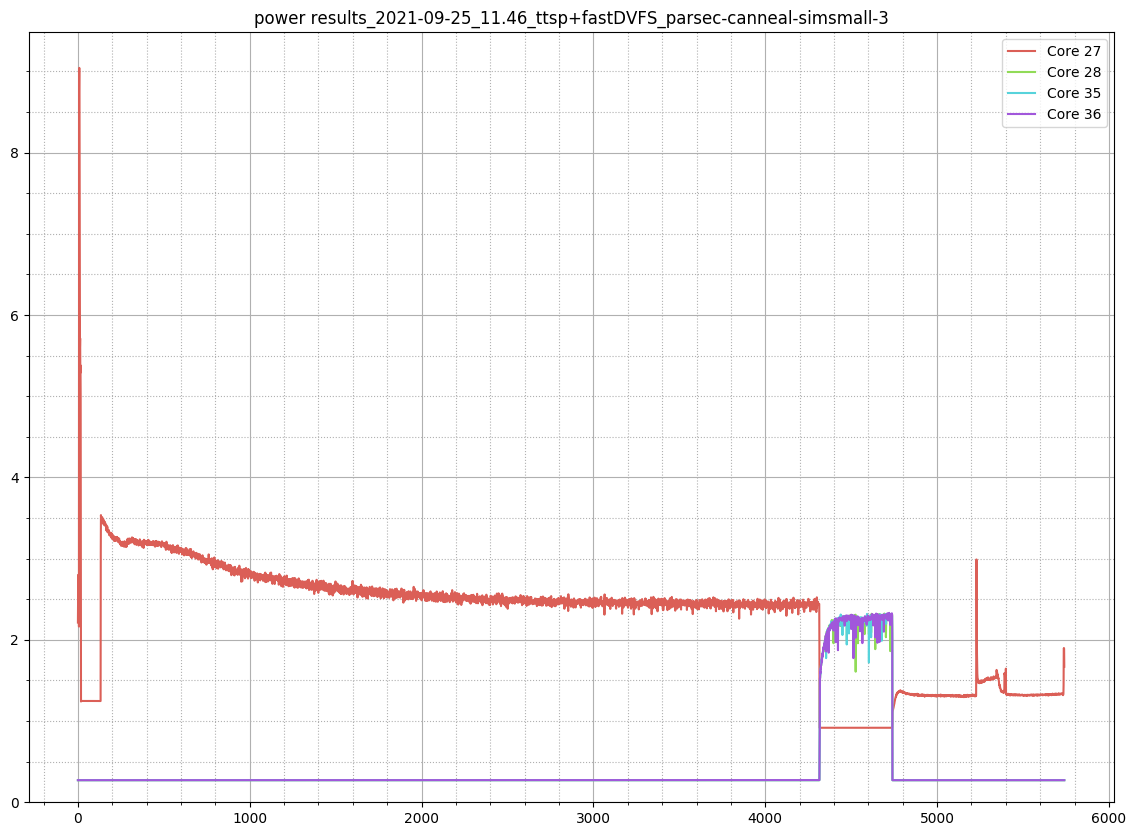 power results_2021-09-25_11.46_ttsp+fastDVFS_parsec-canneal-simsmall-3
Core 27
Core 28
Core 35
Core 36
8
6
4
2
0
0 1000 2000 3000 4000 5000 6000